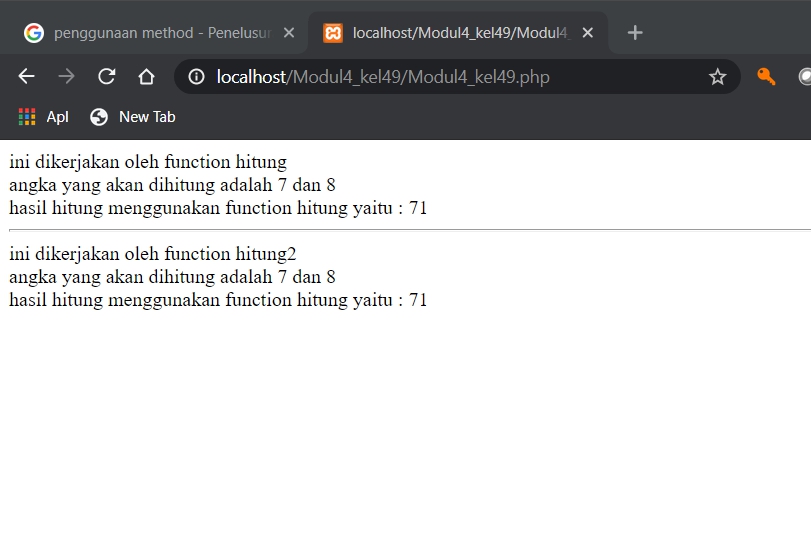 penggunaan method - Penelusu
localhost/Modul4_kel49/Modul4_
localhost/Modul4_kel49/Modul4_kel49.php
Apl
New Tab
ini dikerjakan oleh function hitung
angka yang akan dihitung adalah 7 dan 8
hasil hitung menggunakan function hitung yaitu : 71
ini dikerjakan oleh function hitung2
angka yang akan dihitung adalah 7 dan 8
hasil hitung menggunakan function hitung yaitu : 71